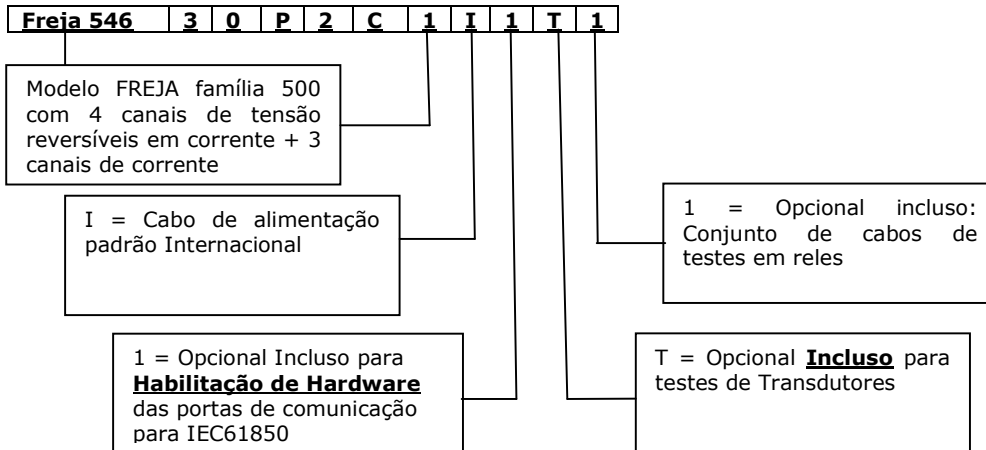 Freja 546 3 0 P 2 C 1 I 1 T 1
Modelo FREJA família 500
com 4 canais de tensão
reversíveis em corrente + 3
canais de corrente
I = Cabo de alimentação
padrão Internacional
1 = Opcional incluso:
Conjunto de cabos de
testes em reles
1 = Opcional Incluso para
Habilitação de Hardware
das portas de comunicação
para IEC61850
T = Opcional Incluso para
testes de Transdutores